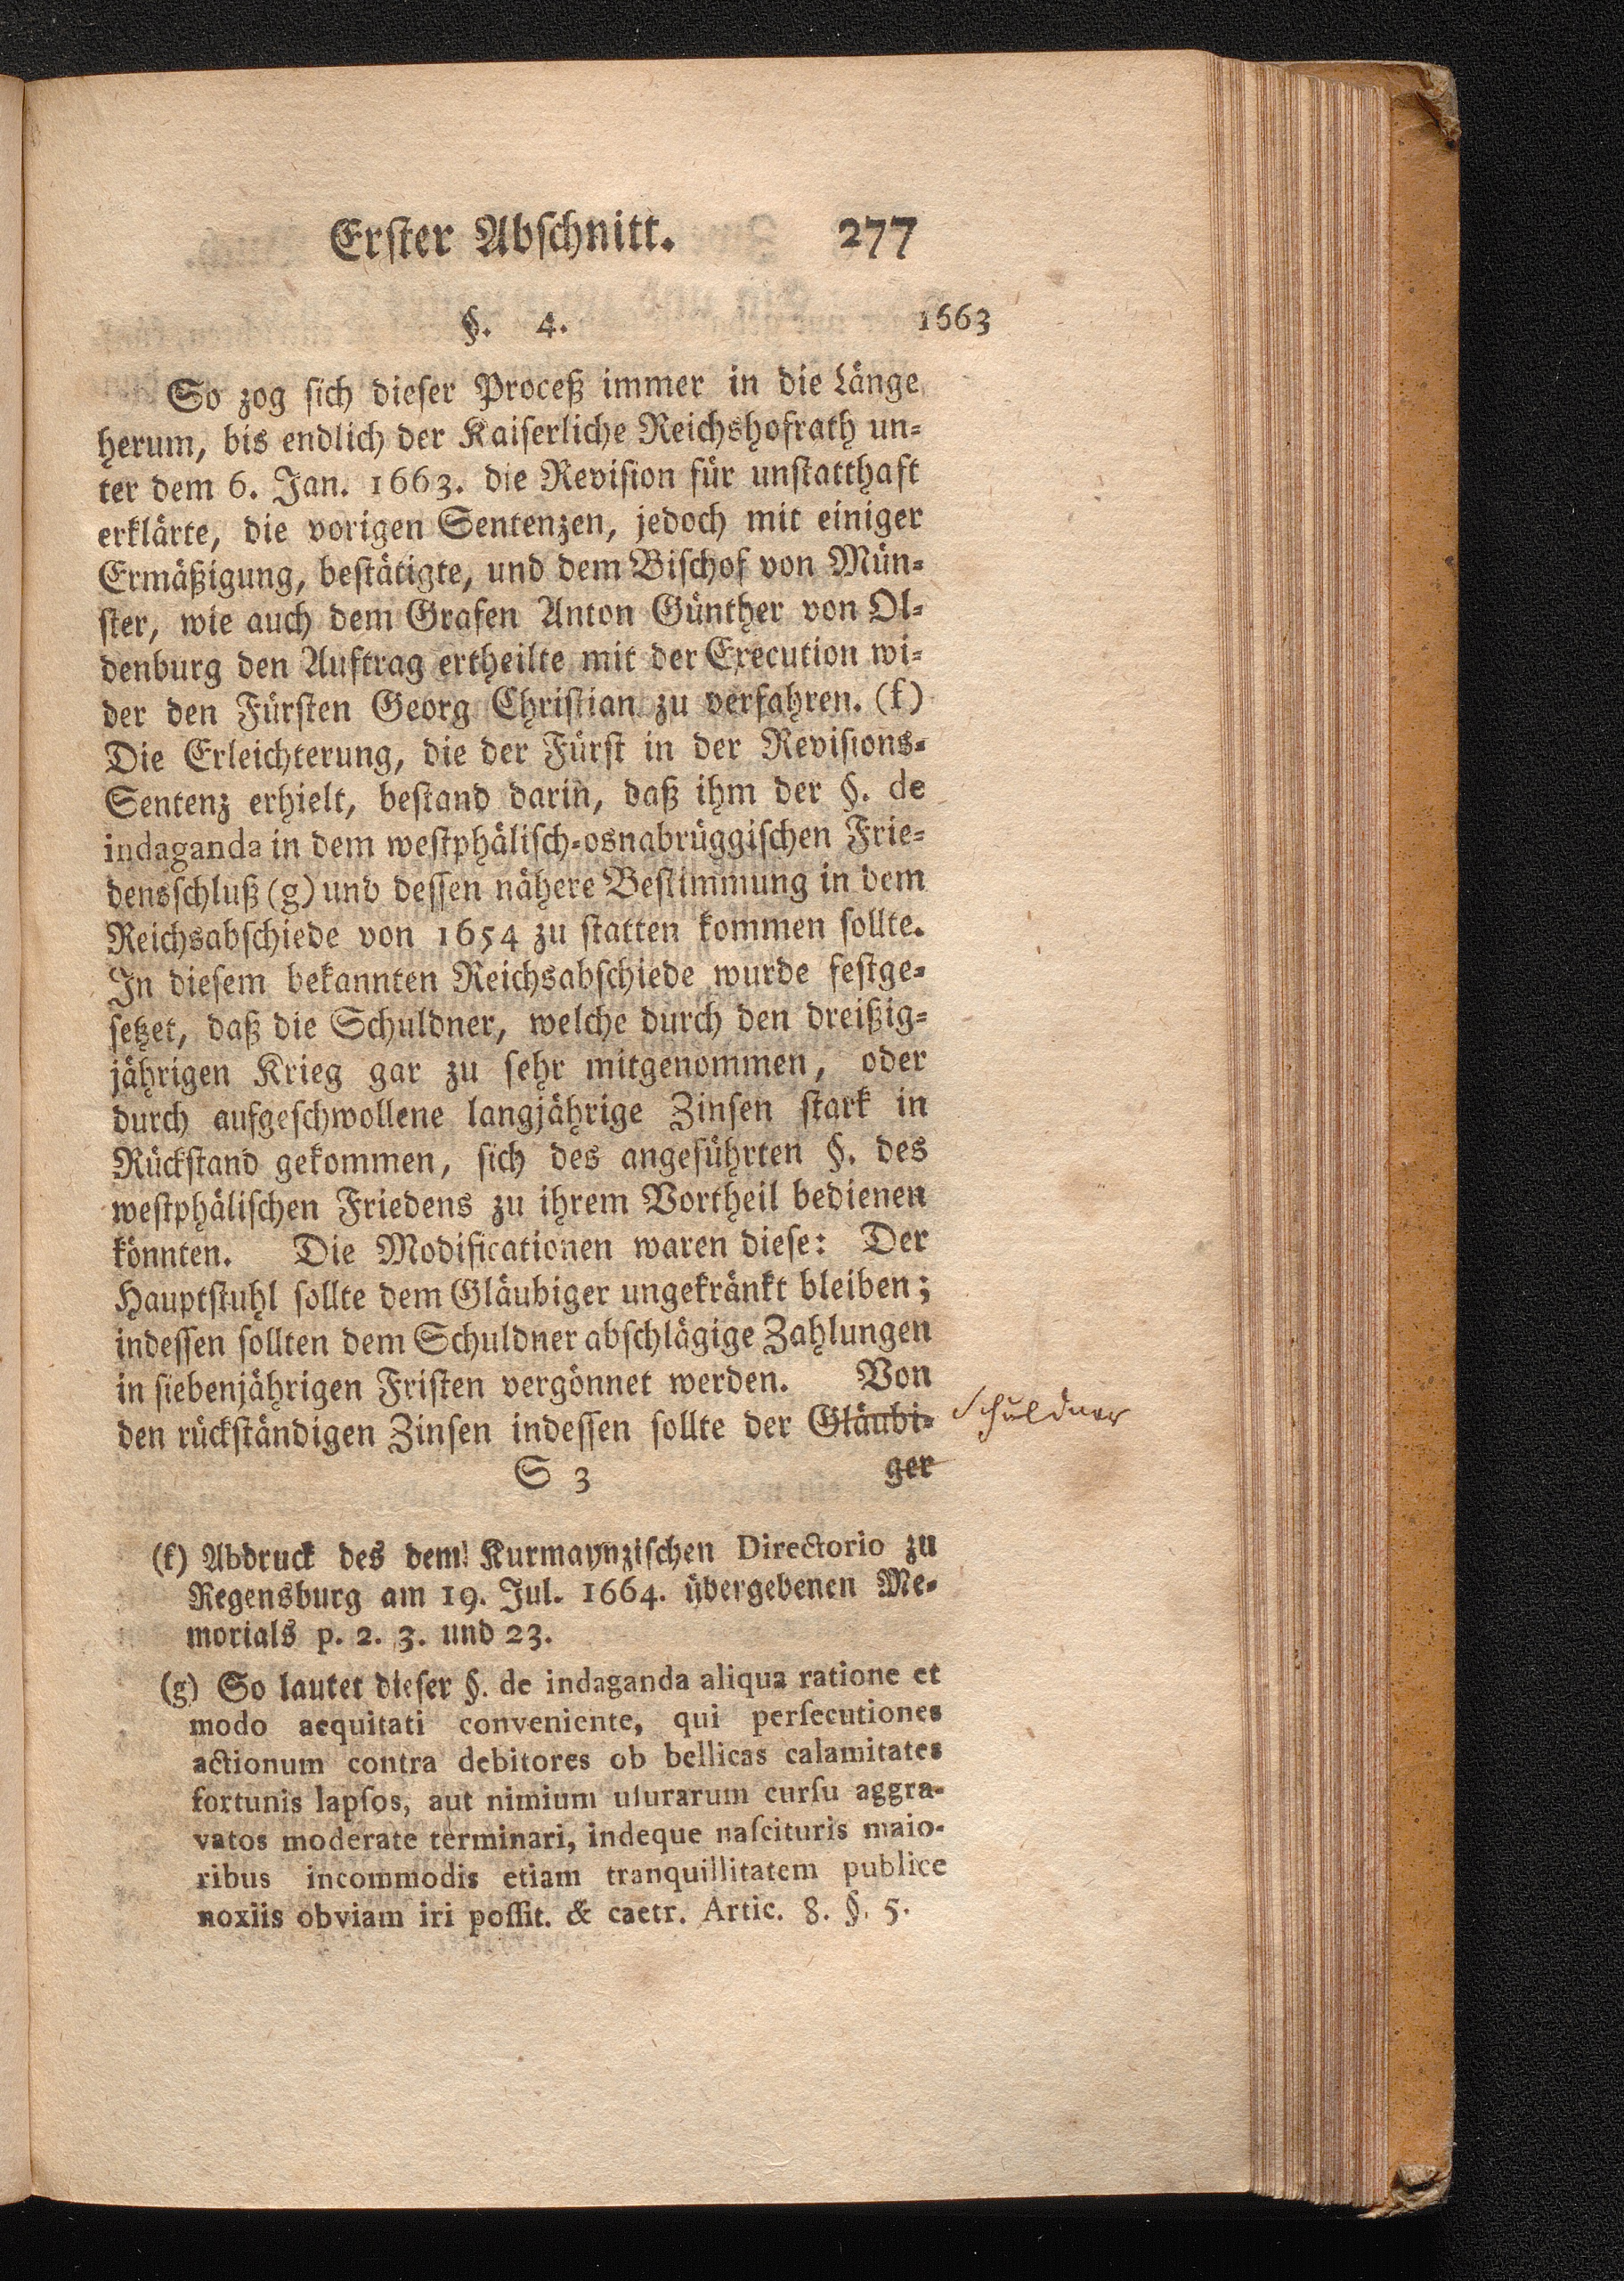 Erster Abschnitt. 277
§. 4. 1663
So zog sich dieser Proceß immer in die Länge
herum, bis endlich der Kaiserliche Reichshofrath un-
ter dem 6. Jan. 1663. die Revision für unstatthaft
erklärte, die vorigen Sentenzen, jedoch mit einiger
Ermäßigung, bestätigte, und dem Bischof von Mün-
ster, wie auch dem Grafen Anton Günther von Ol-
denburg den Auftrag ertheilte mit der Execution wi-
der den Fürsten Georg Christian zu verfahren. (f)
Die Erleichterung, die der Fürst in der Revisions-
Sentenz erhielt, bestand darin, daß ihm der §. de
indaganda in dem westphälisch-osnabrüggischen Frie-
densschluß (g) und dessen nähere Bestimmung in dem
Reichsabschiede von 1654 zu statten kommen sollte.
In diesem bekannten Reichsabschiede wurde festge-
setzet, daß die Schuldner, welche durch den dreißig-
jährigen Krieg gar zu sehr mitgenommen, oder
durch aufgeschwollene langjährige Zinsen stark in
Rückstand gekommen, sich des angeführten §. des
westphälischen Friedens zu ihrem Vortheil bedienen
könnten. Die Modificationen waren diese: Der
Hauptstuhl sollte dem Gläubiger ungekränkt bleiben;
indessen sollten dem Schuldner abschlägige Zahlungen
in siebenjährigen Fristen vergönnet werden. Von
den rückständigen Zinsen indessen sollte der Gläubi- Schuldner
S 3 ger
(f) Abdruck des dem Kurmaynzischen Directorio zu
Regensburg am 19. Jul. 1664. übergebenen Me-
morials p. 2. 3. und 23.
(g) So lautet dieser §. de indaganda aliqua ratione et
modo aequitati conveniente, qui persecutiones
actionum contra debitores ob bellicas calamitates
fortunis lapsos, aut nimium usurarum cursu aggra-
vatos moderate terminari, indeque nascituris maio-
ribus incommodis etiam tranquillitatem publice
noxiis obviam iri possit. & caetr. Artic. 8. §. 5.